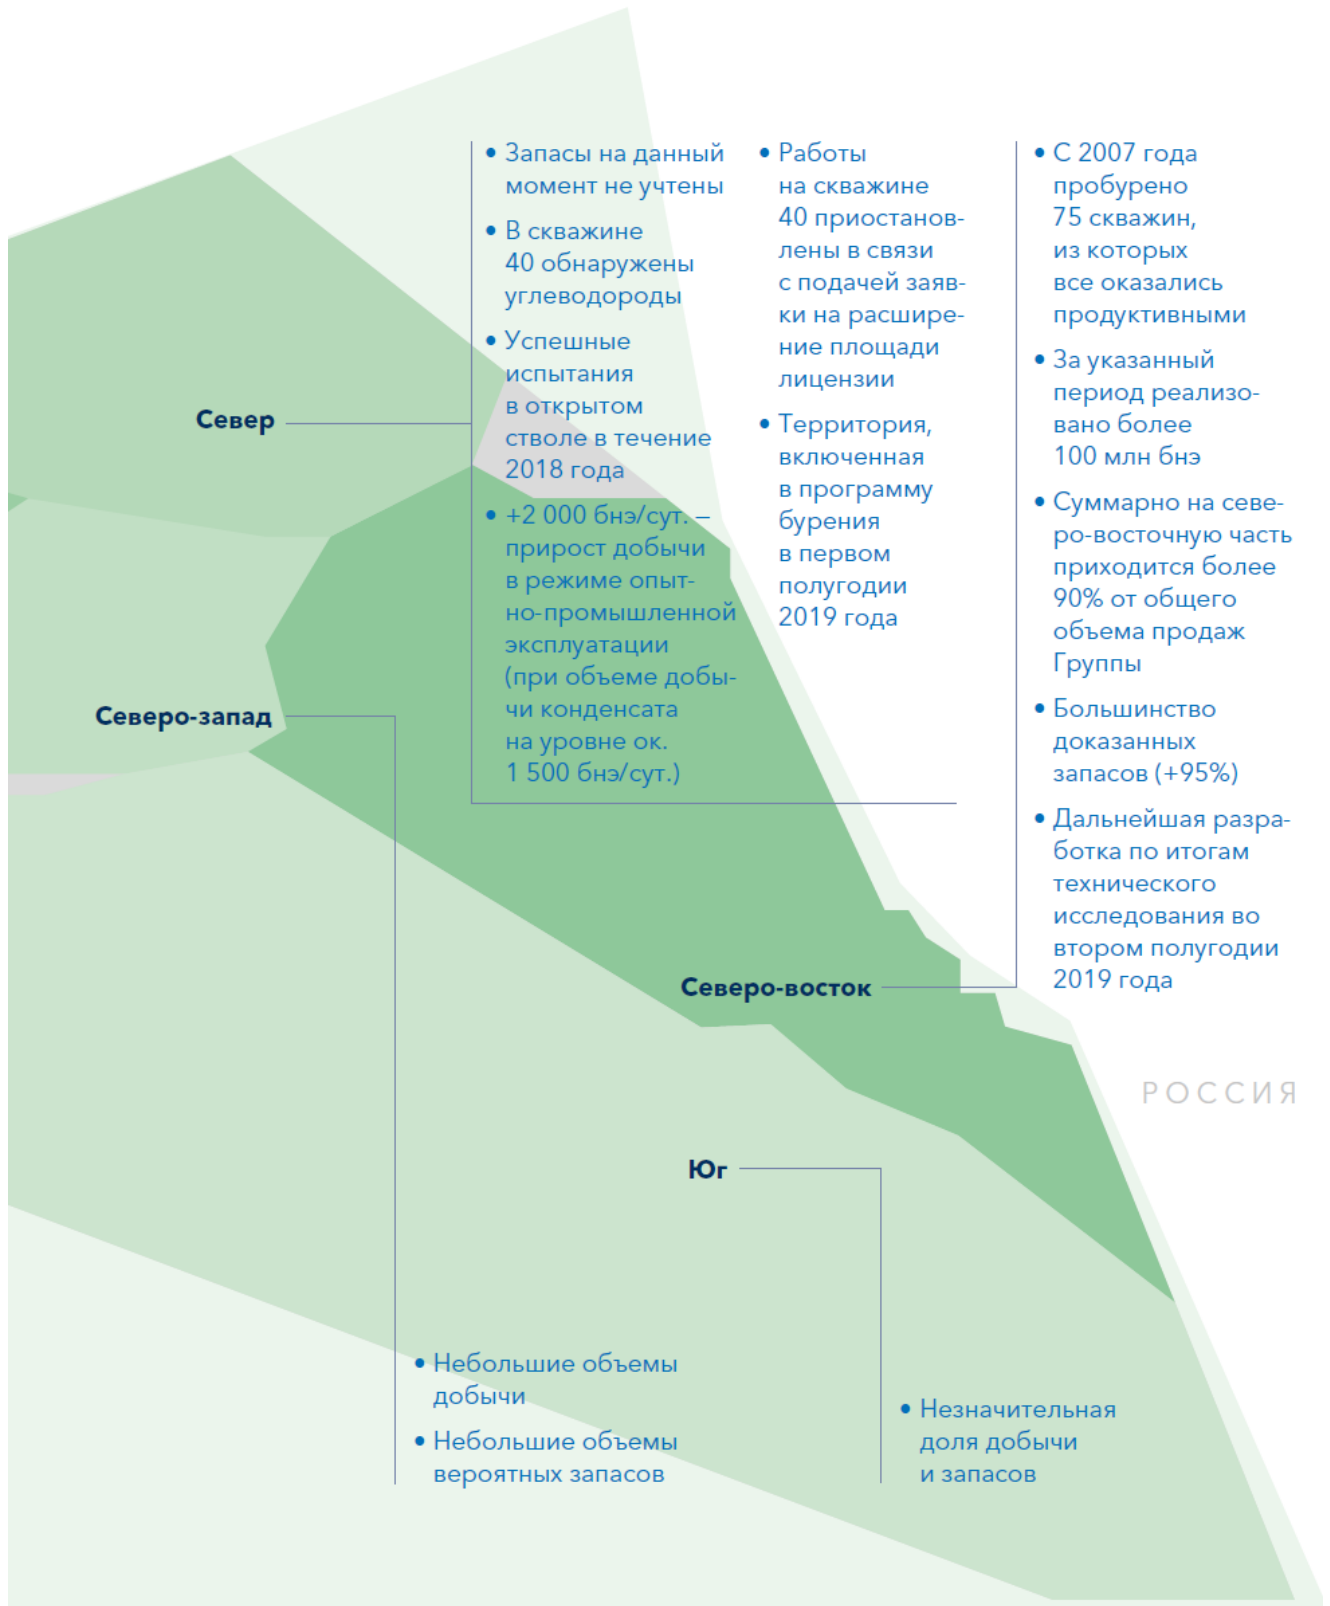 Север
• Запасы на данный
момент не учтены
• В скважине
40 обнаружены
углеводороды
• Успешные
испытания
в открытом
стволе в течение
2018 года
• +2 000 бнэ/сут. –
прирост добычи
в режиме опыт-
но-промышленной
эксплуатации
(при объеме добы-
чи конденсата
на уровне ок.
1 500 бнэ/сут.)
• Работы
на скважине
40 приостанов-
лены в связи
с подачей заяв-
ки на расшире-
ние площади
лицензии
• Территория,
включенная
в программу
бурения
в первом
полугодии
2019 года
• С 2007 года
пробурено
75 скважин,
из которых
все оказались
продуктивными
• За указанный
период реализо-
вано более
100 млн бнэ
• Суммарно на севе-
ро-восточную часть
приходится более
90% от общего
объема продаж
Группы
• Большинство
доказанных
запасов (+95%)
• Дальнейшая разра-
ботка по итогам
технического
исследования во
втором полугодии
2019 года
Северо-восток
РОССИЯ
Северо-запад
• Небольшие объемы
добычи
• Небольшие объемы
вероятных запасов
Юг
• Незначительная
доля добычи
и запасов